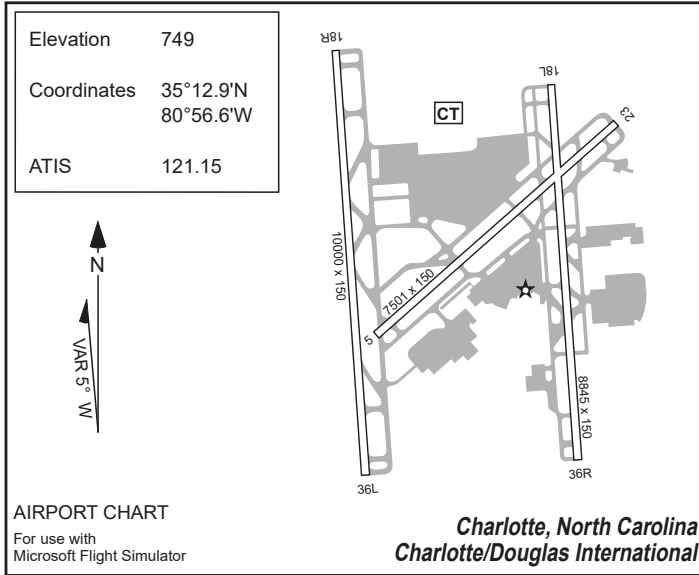 Elevation 749
Coordinates 35°12.9'N
80°56.6'W
ATIS 121.15
18R
18L
23
CT
N
VAR 5° W
10000 x 150
7501 x 150
5
8845 x 150
36L
36R
AIRPORT CHART
For use with
Microsoft Flight Simulator
Charlotte, North Carolina
Charlotte/Douglas International